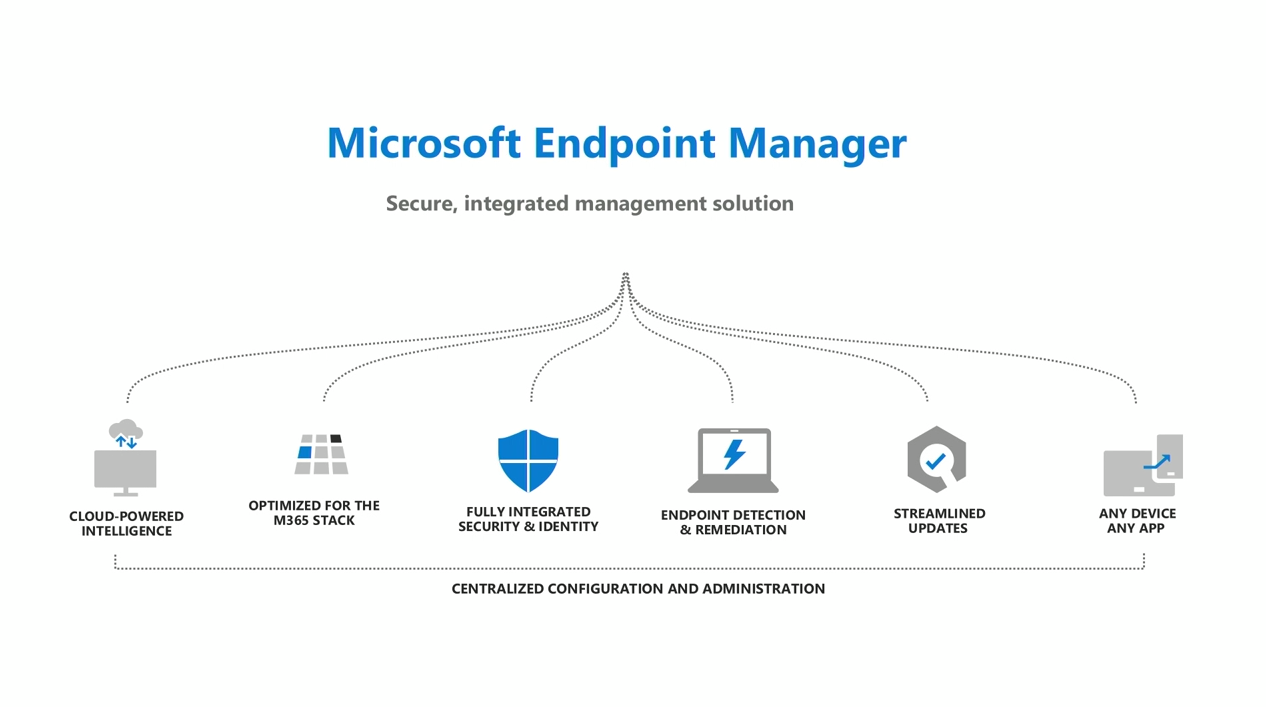 Microsoft Endpoint Manager
Secure, integrated management solution
CLOUD-POWERED
INTELLIGENCE
OPTIMIZED FOR THE
M365 STACK
FULLY INTEGRATED
SECURITY & IDENTITY
ENDPOINT DETECTION
& REMEDIATION
STREAMLINED
UPDATES
ANY DEVICE
ANY APP
CENTRALIZED CONFIGURATION AND ADMINISTRATION